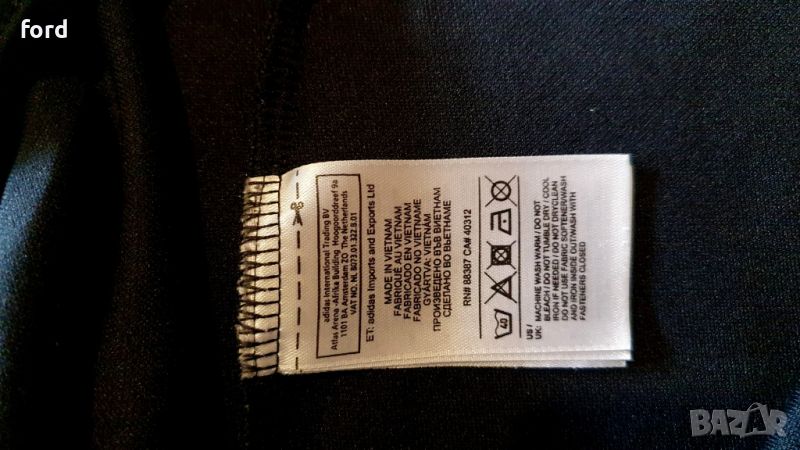 ford
adidas International Trading BV
Atlas Arena -Afrika Building Hoogoorddreef 9a
1101 BA Amsterdam ZO The Netherlands
VAT NO. NL 8073.01.322.B.01
ET: adidas Imports and Exports Ltd
MADE IN VIETNAM
FABRIQUÉ AU VIETNAM
FABRICADO EN VIETNAM
FABRICADO NO VIETNAME
GYÁRTVA: VIETNAM
ПРОИЗВЕДЕНО ВЪВ ВИЕТНАМ
СДЕЛАНО ВО ВЬЕТНАМЕ
RN# 88387 CA# 40312
40
US /
UK: MACHINE WASH WARM / DO NOT
BLEACH / DO NOT TUMBLE DRY / COOL
IRON IF NEEDED / DO NOT DRYCLEAN
DO NOT USE FABRIC SOFTENER/WASH
AND IRON INSIDE OUT/WASH WITH
FASTENERS CLOSED
BAZAR